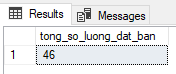 Results Messages
tong_so_luong_dat_ban
1 46